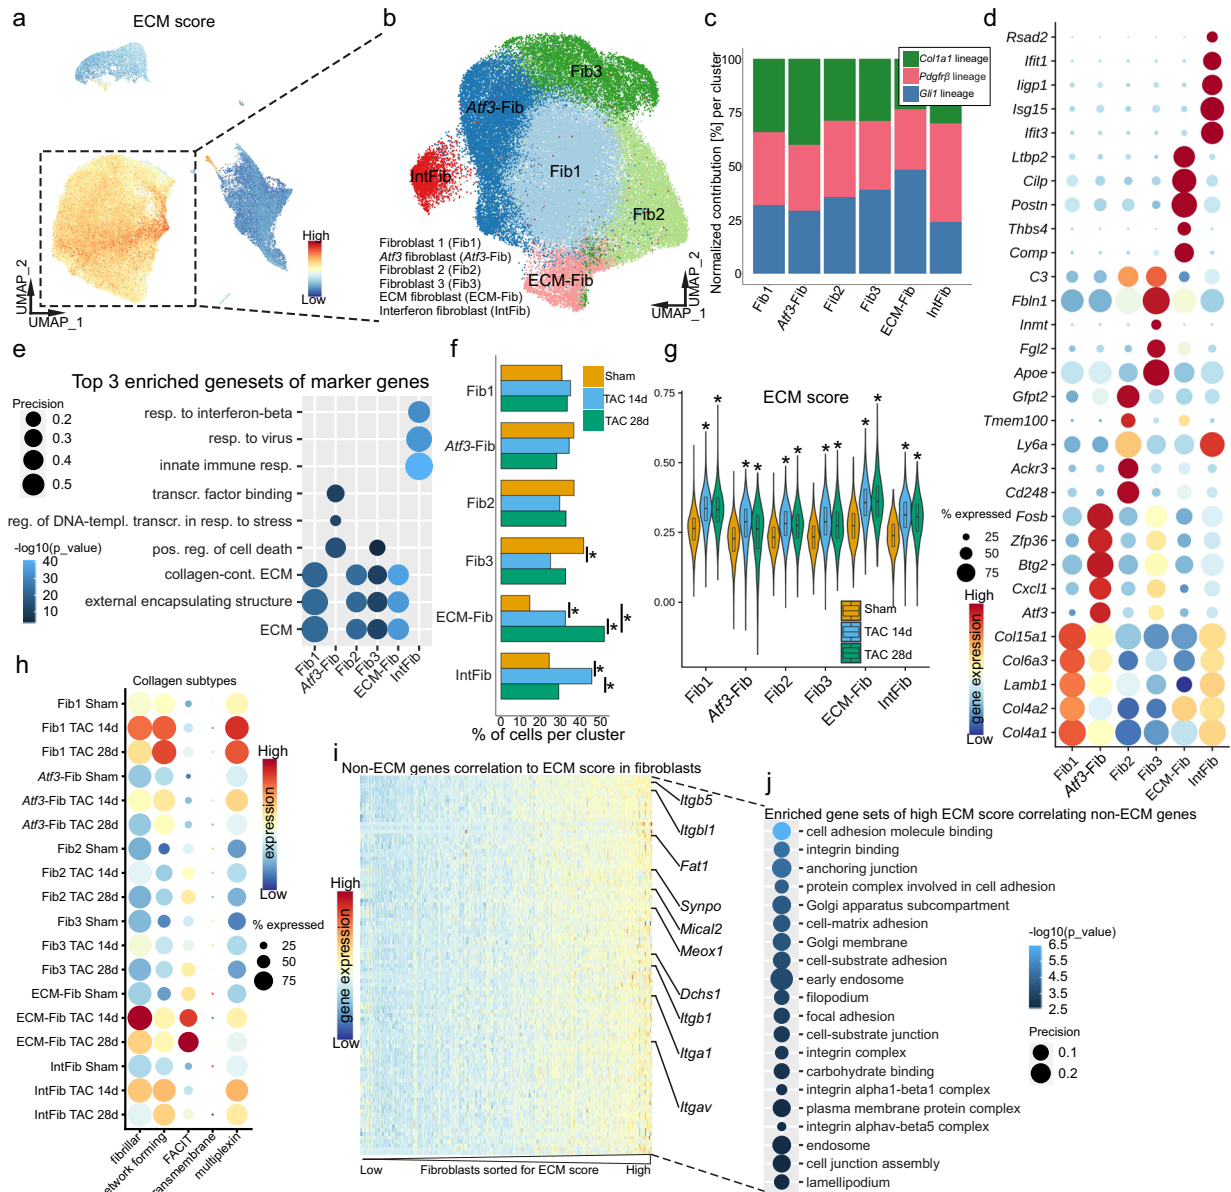 a
ECM score
High
Low
UMAP_2
UMAP_1
b
Fib3
Atf3-Fib
IntFib
Fib1
Fib2
ECM-Fib
Fibroblast 1 (Fib1)
Atf3 fibroblast (Atf3-Fib)
Fibroblast 2 (Fib2)
Fibroblast 3 (Fib3)
ECM fibroblast (ECM-Fib)
Interferon fibroblast (IntFib)
UMAP_2
UMAP_1
c
Normalized contribution [%] per cluster
100
75
50
25
0
Col1a1 lineage
Pdgfrβ lineage
Gli1 lineage
Fib1
Atf3-Fib
Fib2
Fib3
ECM-Fib
IntFib
d
Rsad2
Ifit1
Iigp1
Isg15
Ifit3
Ltbp2
Cilp
Postn
Thbs4
Comp
C3
Fbln1
Inmt
Fgl2
Apoe
Gfpt2
Tmem100
Ly6a
Ackr3
Cd248
Fosb
Zfp36
Btg2
Cxcl1
Atf3
Col15a1
Col6a3
Lamb1
Col4a2
Col4a1
% expressed
25
50
75
High
gene expression
Low
Fib1
Atf3-Fib
Fib2
Fib3
ECM-Fib
IntFib
e
Top 3 enriched genesets of marker genes
Precision
0.2
0.3
0.4
0.5
-log10(p_value)
40
30
20
10
resp. to interferon-beta
resp. to virus
innate immune resp.
transcr. factor binding
reg. of DNA-templ. transcr. in resp. to stress
pos. reg. of cell death
collagen-cont. ECM
external encapsulating structure
ECM
Fib1
Atf3-Fib
Fib2
Fib3
ECM-Fib
IntFib
f
Sham
TAC 14d
TAC 28d
Fib1
Atf3-Fib
Fib2
Fib3
ECM-Fib
IntFib
*
*
*
*
*
*
0 10 20 30 40 50
% of cells per cluster
g
ECM score
0.75
0.50
0.25
0.00
* * * * * * * * * * * *
Sham
TAC 14d
TAC 28d
Fib1
Atf3-Fib
Fib2
Fib3
ECM-Fib
IntFib
h
Collagen subtypes
Fib1 Sham
Fib1 TAC 14d
Fib1 TAC 28d
Atf3-Fib Sham
Atf3-Fib TAC 14d
Atf3-Fib TAC 28d
Fib2 Sham
Fib2 TAC 14d
Fib2 TAC 28d
Fib3 Sham
Fib3 TAC 14d
Fib3 TAC 28d
ECM-Fib Sham
ECM-Fib TAC 14d
ECM-Fib TAC 28d
IntFib Sham
IntFib TAC 14d
IntFib TAC 28d
High
expression
Low
% expressed
25
50
75
fibrillar
etwork forming
FACIT
ransmembrane
multiplexin
i
Non-ECM genes correlation to ECM score in fibroblasts
High
gene expression
Low
Itgb5
Itgbl1
Fat1
Synpo
Mical2
Meox1
Dchs1
Itgb1
Itga1
Itgav
Low Fibroblasts sorted for ECM score High
j
Enriched gene sets of high ECM score correlating non-ECM genes
cell adhesion molecule binding
integrin binding
anchoring junction
protein complex involved in cell adhesion
Golgi apparatus subcompartment
cell-matrix adhesion
Golgi membrane
cell-substrate adhesion
early endosome
filopodium
focal adhesion
cell-substrate junction
integrin complex
carbohydrate binding
integrin alpha1-beta1 complex
plasma membrane protein complex
integrin alphav-beta5 complex
endosome
cell junction assembly
lamellipodium
-log10(p_value)
6.5
5.5
4.5
3.5
2.5
Precision
0.1
0.2